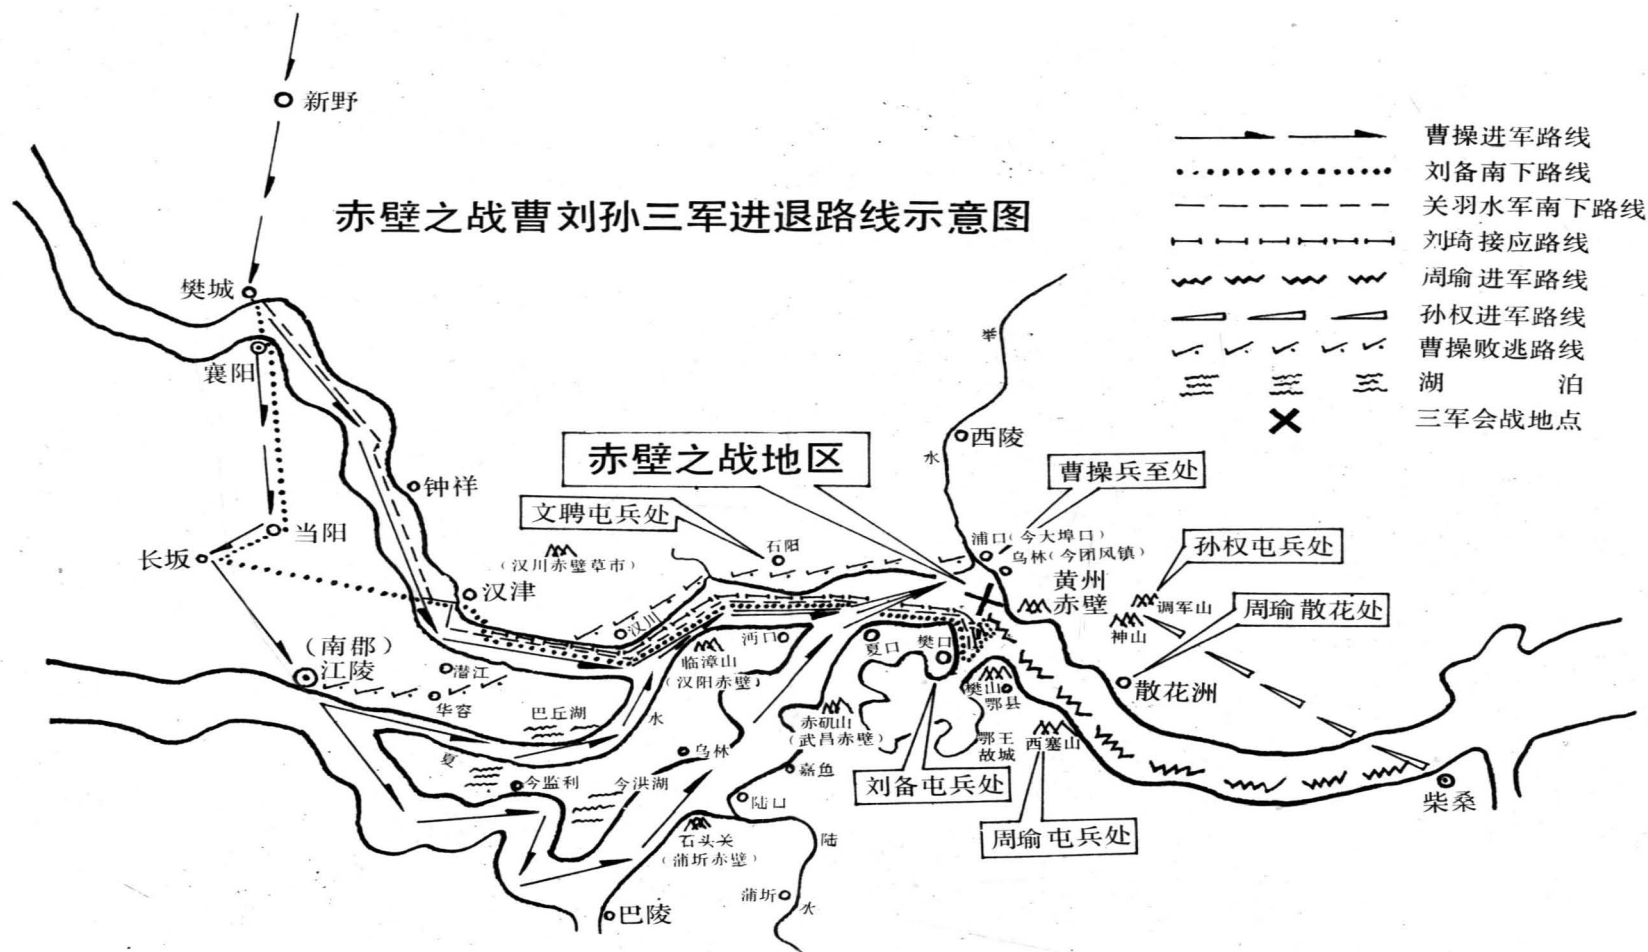 新野
赤壁之战曹刘孙三军进退路线示意图
曹操进军路线
刘备南下路线
关羽水军南下路线
刘琦接应路线
周瑜进军路线
孙权进军路线
曹操败逃路线
湖泊
三军会战地点
樊城
襄阳
举
水
西陵
赤壁之战地区
曹操兵至处
钟祥
文聘屯兵处
当阳
长坂
石阳
(汉川赤壁草市)
浦口(今大埠口)
乌林(今团风镇)
孙权屯兵处
汉津
黄州
赤壁
调军山
神山
周瑜散花处
汉川
沔口
夏口
樊口
(南郡)
江陵
潜江
华容
临漳山
(汉阳赤壁)
樊山
鄂县
散花洲
巴丘湖
水
夏
赤矶山
(武昌赤壁)
鄂王
故城
西塞山
乌林
嘉鱼
今监利
今洪湖
刘备屯兵处
柴桑
陆口
石头关
(蒲圻赤壁)
陆
水
周瑜屯兵处
蒲圻
巴陵